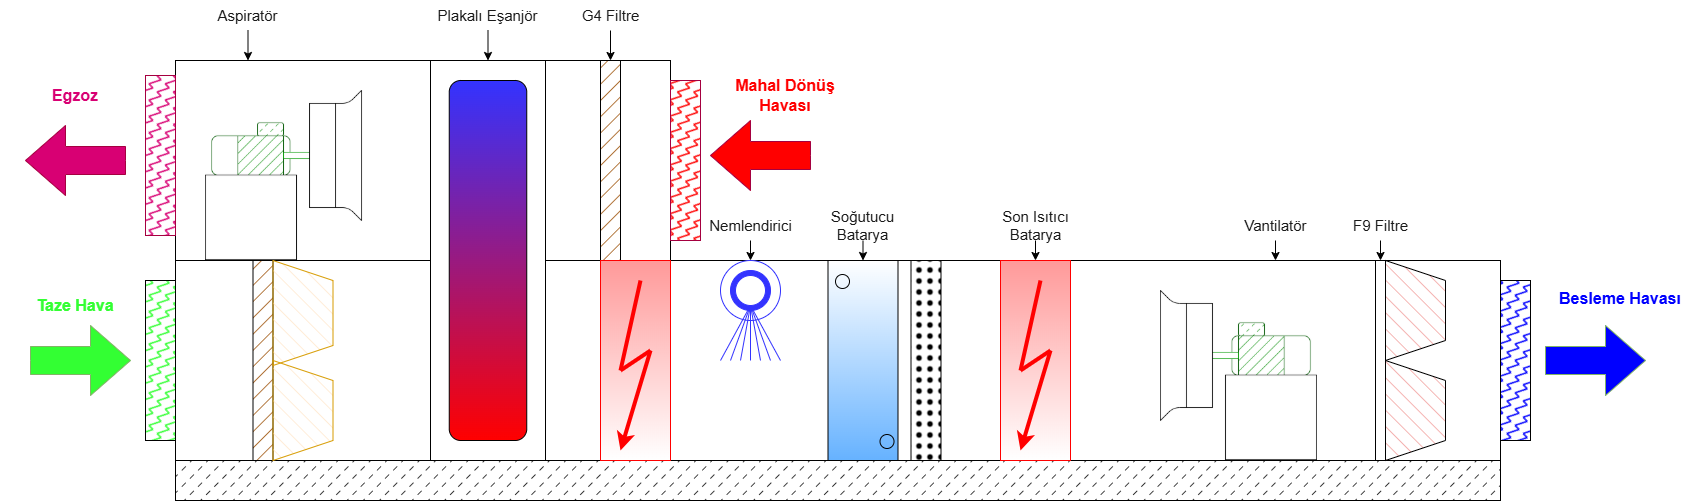 Aspiratör
Plakalı Eşanjör
G4 Filtre
Egzoz
Mahal Dönüş
Havası
Nemlendirici
Soğutucu
Batarya
Son Isıtıcı
Batarya
Vantilatör
F9 Filtre
Taze Hava
Besleme Havası